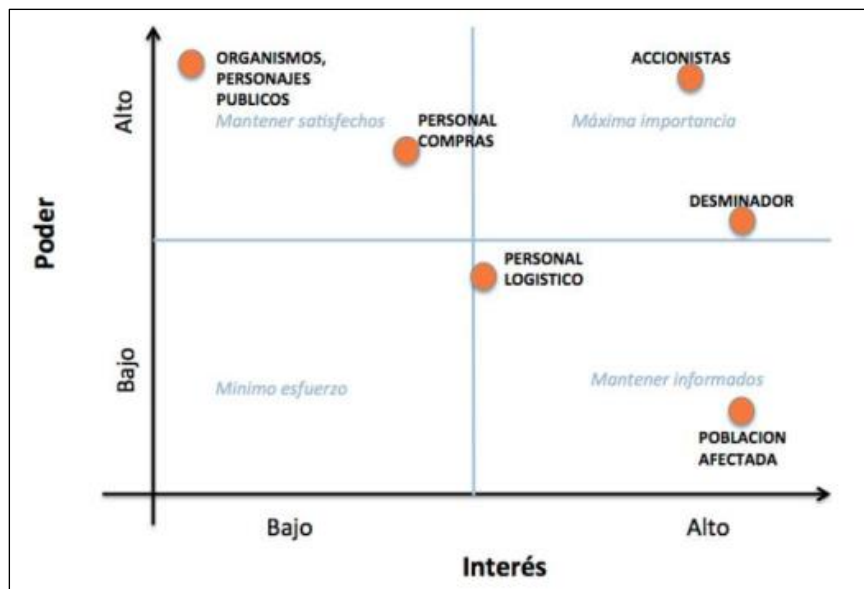 ORGANISMOS,
PERSONAJES
PUBLICOS
ACCIONISTAS
Alto
Mantener satisfechos
PERSONAL
COMPRAS
Máxima importancia
DESMINADOR
Poder
PERSONAL
LOGISTICO
Bajo
Mínimo esfuerzo
Mantener informados
POBLACION
AFECTADA
Bajo
Alto
Interés